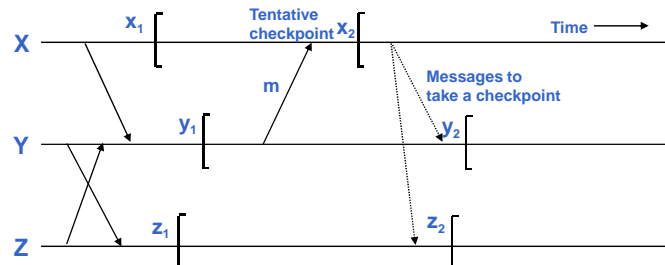 x1
Tentative
checkpoint
x2
Time
X
m
Messages to
take a checkpoint
y1
y2
Y
z1
z2
Z